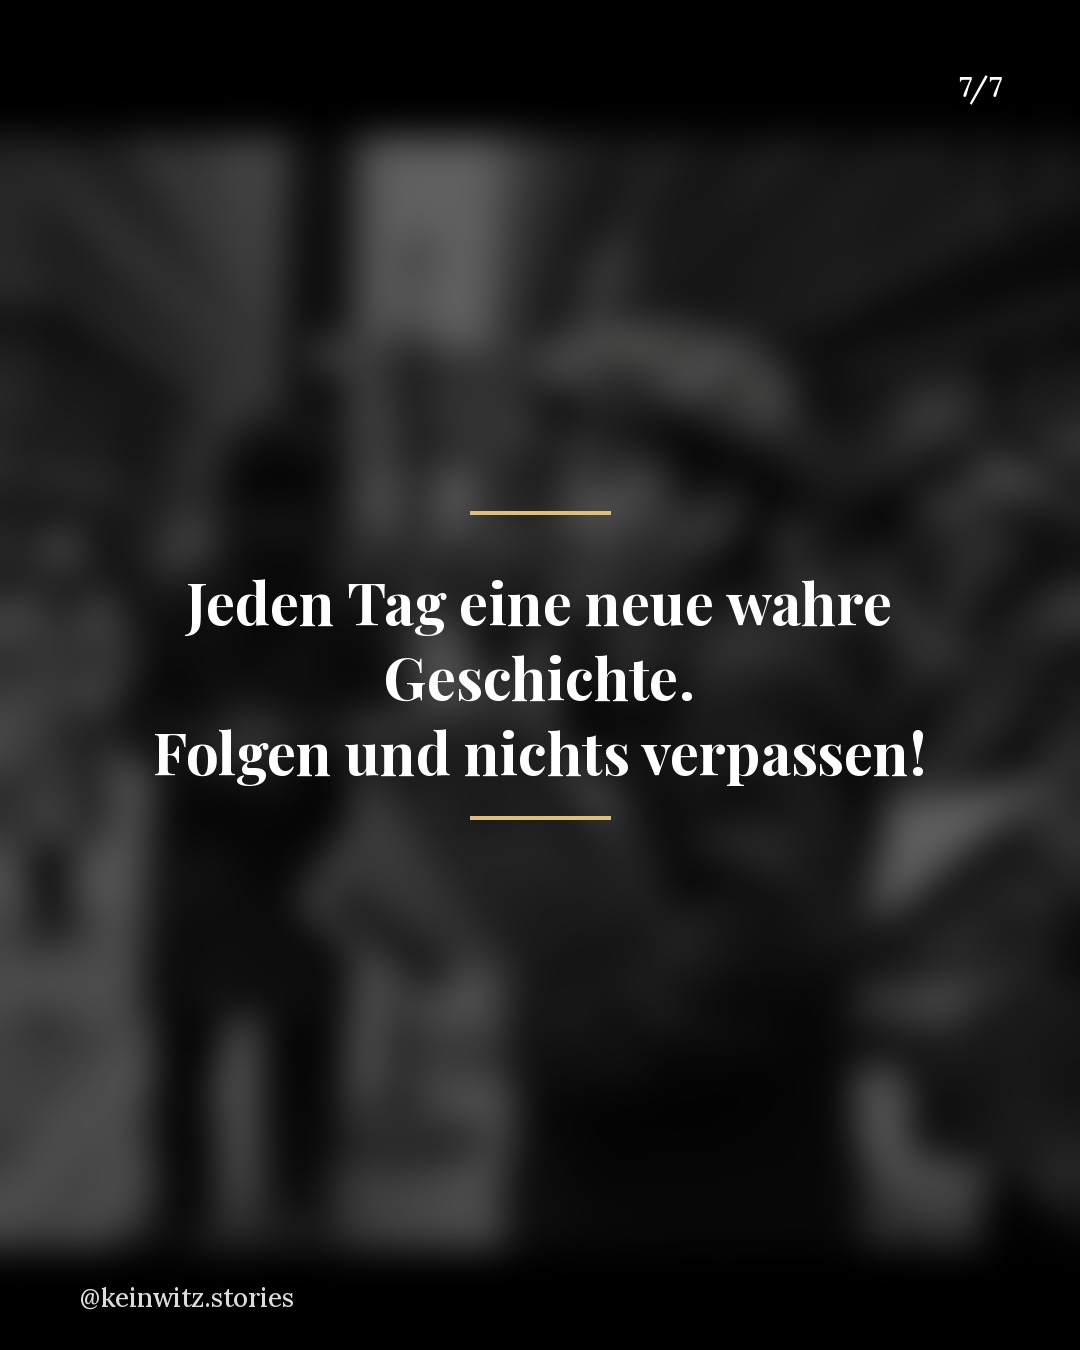 7/7
Jeden Tag eine neue wahre
Geschichte.
Folgen und nichts verpassen!
@keinwitz.stories